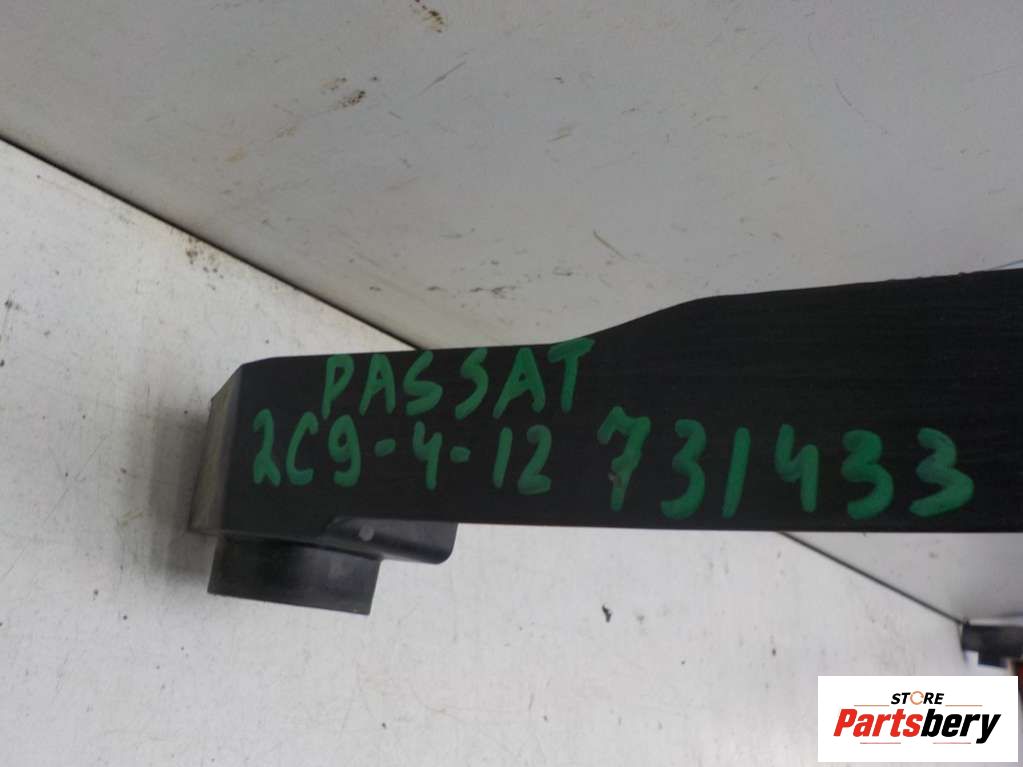 PASSAT
2C9-4-12 731433
STORE
Partsbery